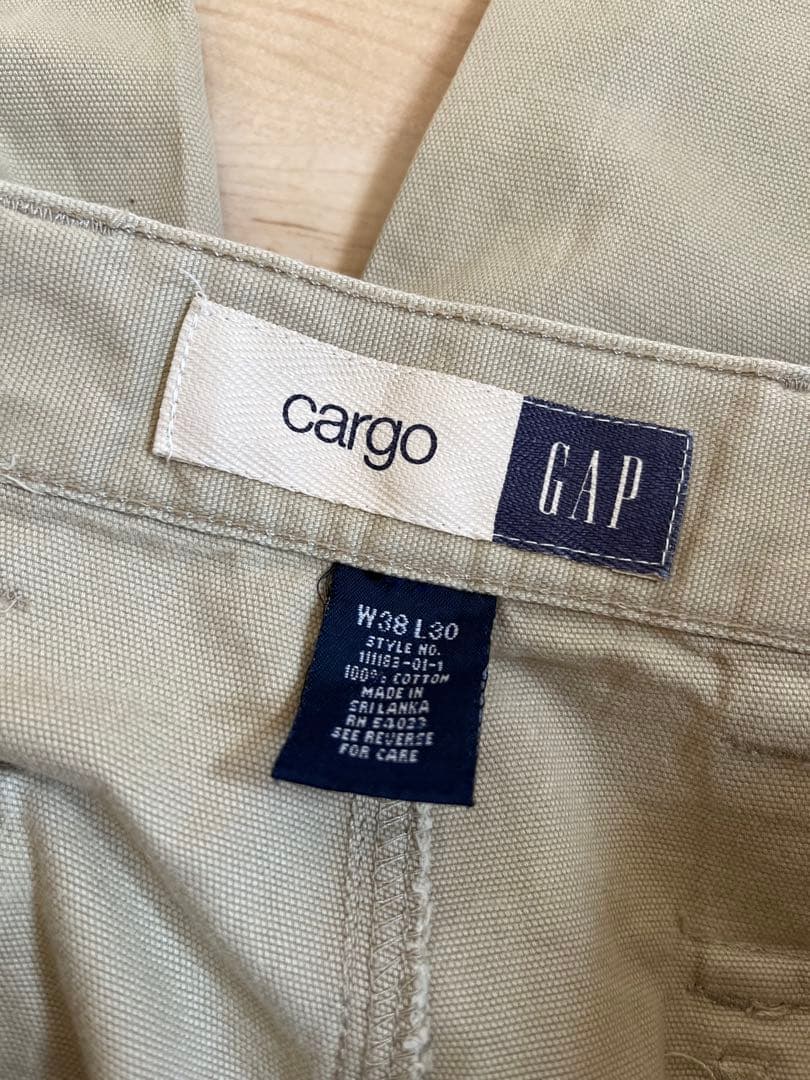 cargo
GAP
W38 L30
STYLE NO.
111183-01-1
100% COTTON
MADE IN
SRI LANKA
RN 54023
SEE REVERSE
FOR CARE